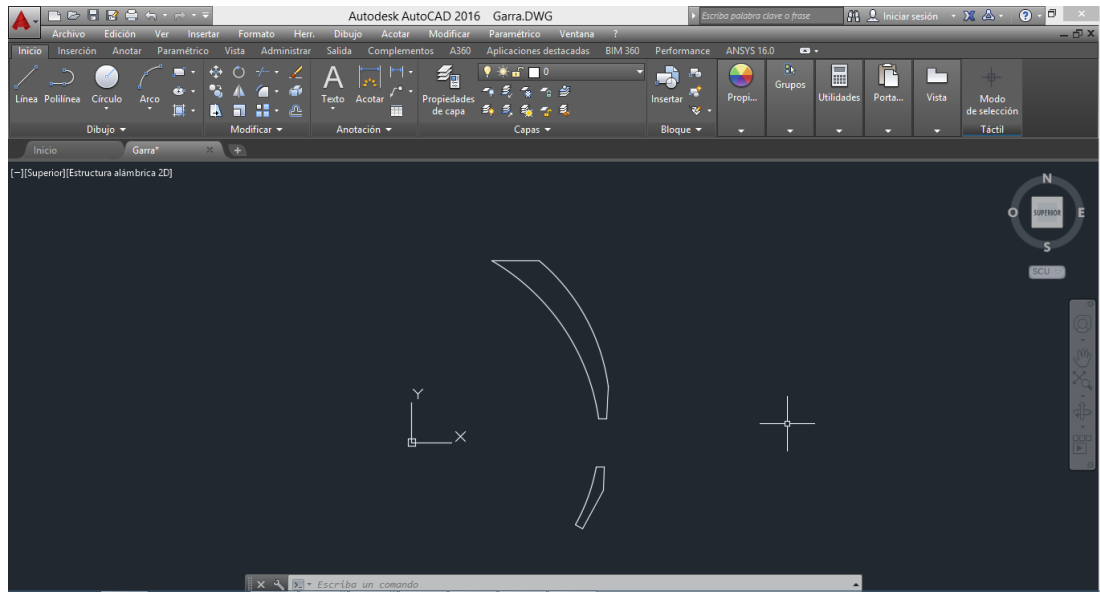 Autodesk AutoCAD 2016 Garra.DWG Escriba palabra clave o frase Iniciar sesión
Archivo Edición Ver Insertar Formato Herr. Dibujo Acotar Modificar Paramétrico Ventana ?
Inicio Inserción Anotar Paramétrico Vista Administrar Salida Complementos A360 Aplicaciones destacadas BIM 360 Performance ANSYS 16.0
0
Línea Polilínea Círculo Arco Texto Acotar Propiedades de capa Insertar Propi... Grupos Utilidades Porta... Vista Modo de selección
Dibujo Modificar Anotación Capas Bloque Táctil
Inicio Garra*
[−][Superior][Estructura alámbrica 2D]
N
O SUPERIOR E
S
SCU
Y
X
Escriba un comando